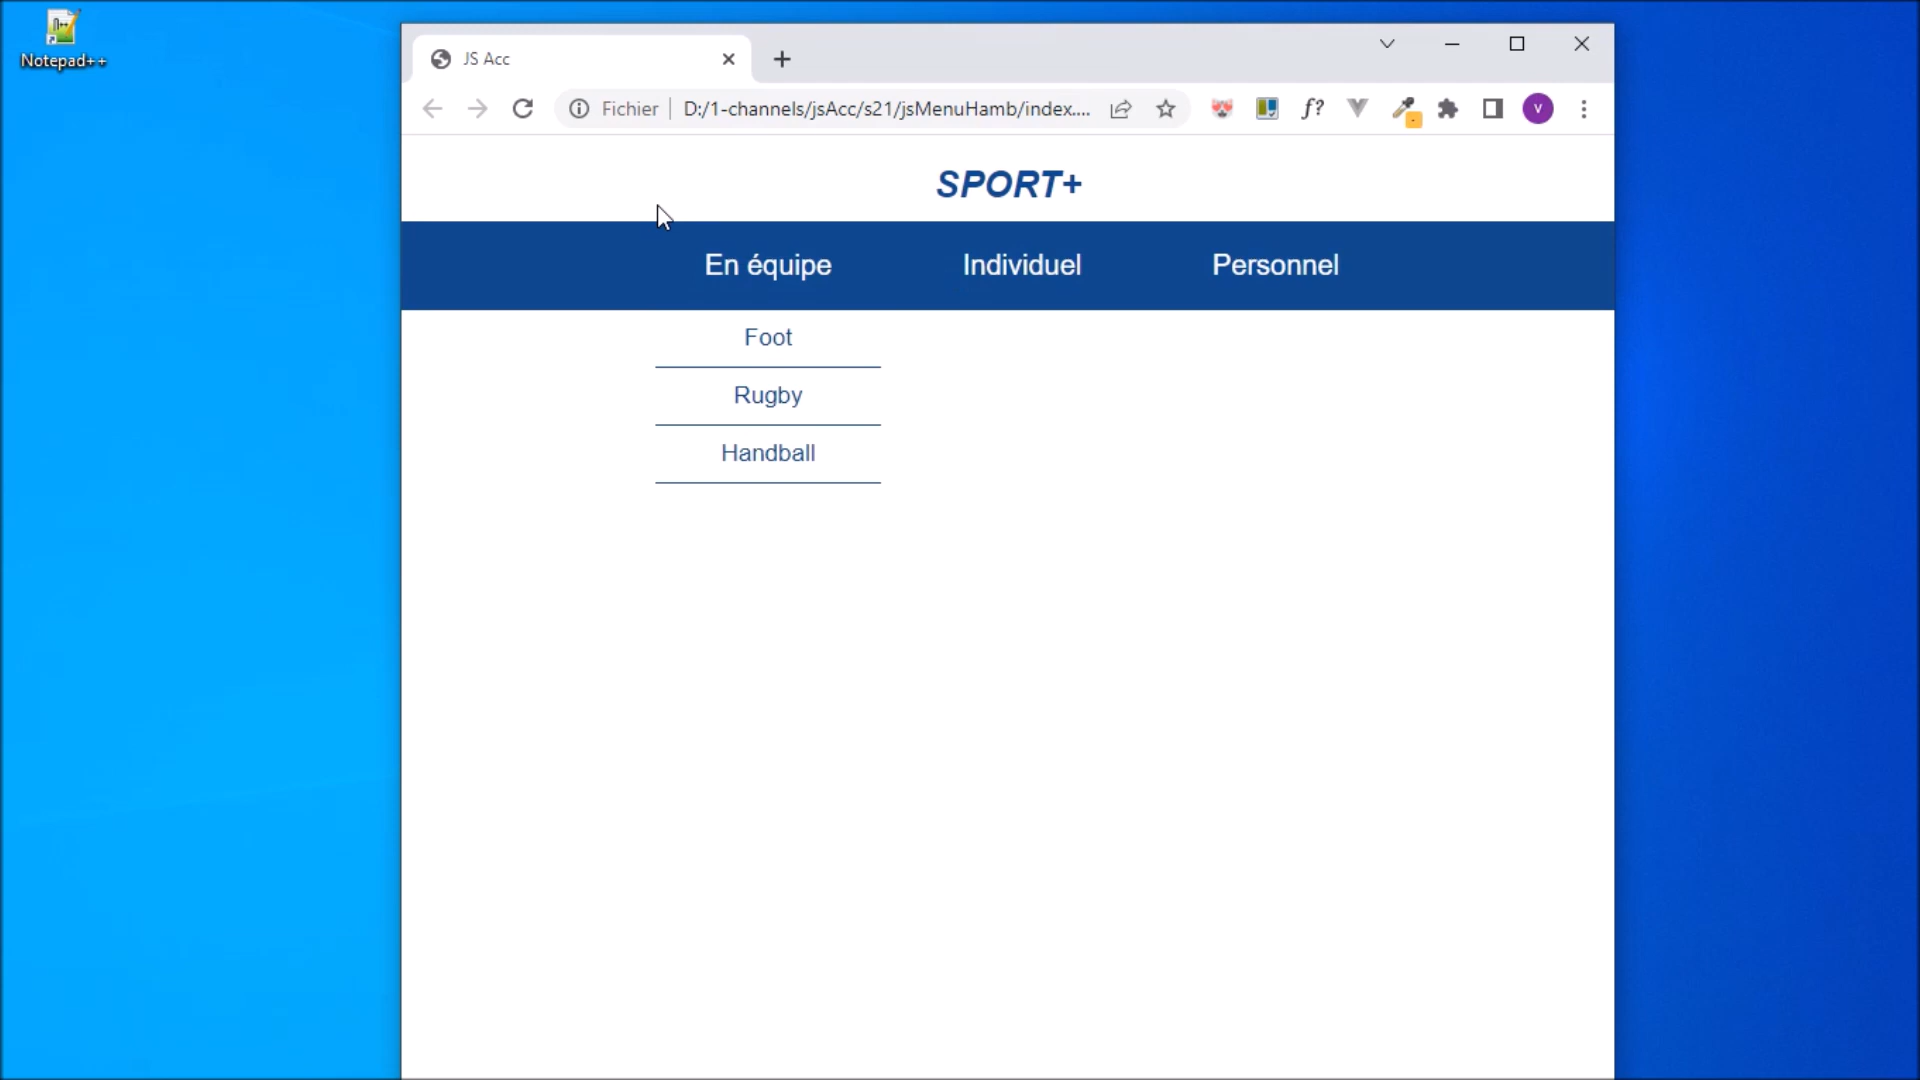 Notepad++
JS Acc
Fichier
D:/1-channels/jsAcc/s21/jsMenuHamb/index....
f?
V
SPORT+
En équipe
Individuel
Personnel
Foot
Rugby
Handball